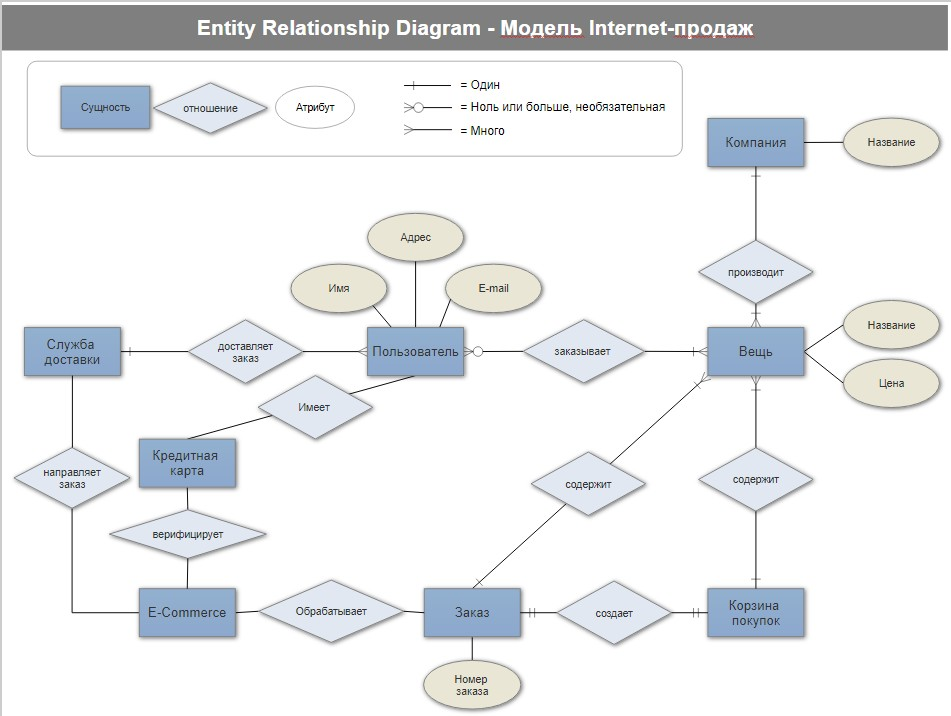 Entity Relationship Diagram - Модель Internet-продаж
Сущность
отношение
Атрибут
= Один
= Ноль или больше, необязательная
= Много
Компания
Название
производит
Адрес
Имя
E-mail
Служба
доставки
доставляет
заказ
Пользователь
заказывает
Вещь
Название
Цена
Имеет
Кредитная
карта
направляет
заказ
содержит
содержит
верифицирует
E-Commerce
Обрабатывает
Заказ
создает
Корзина
покупок
Номер
заказа